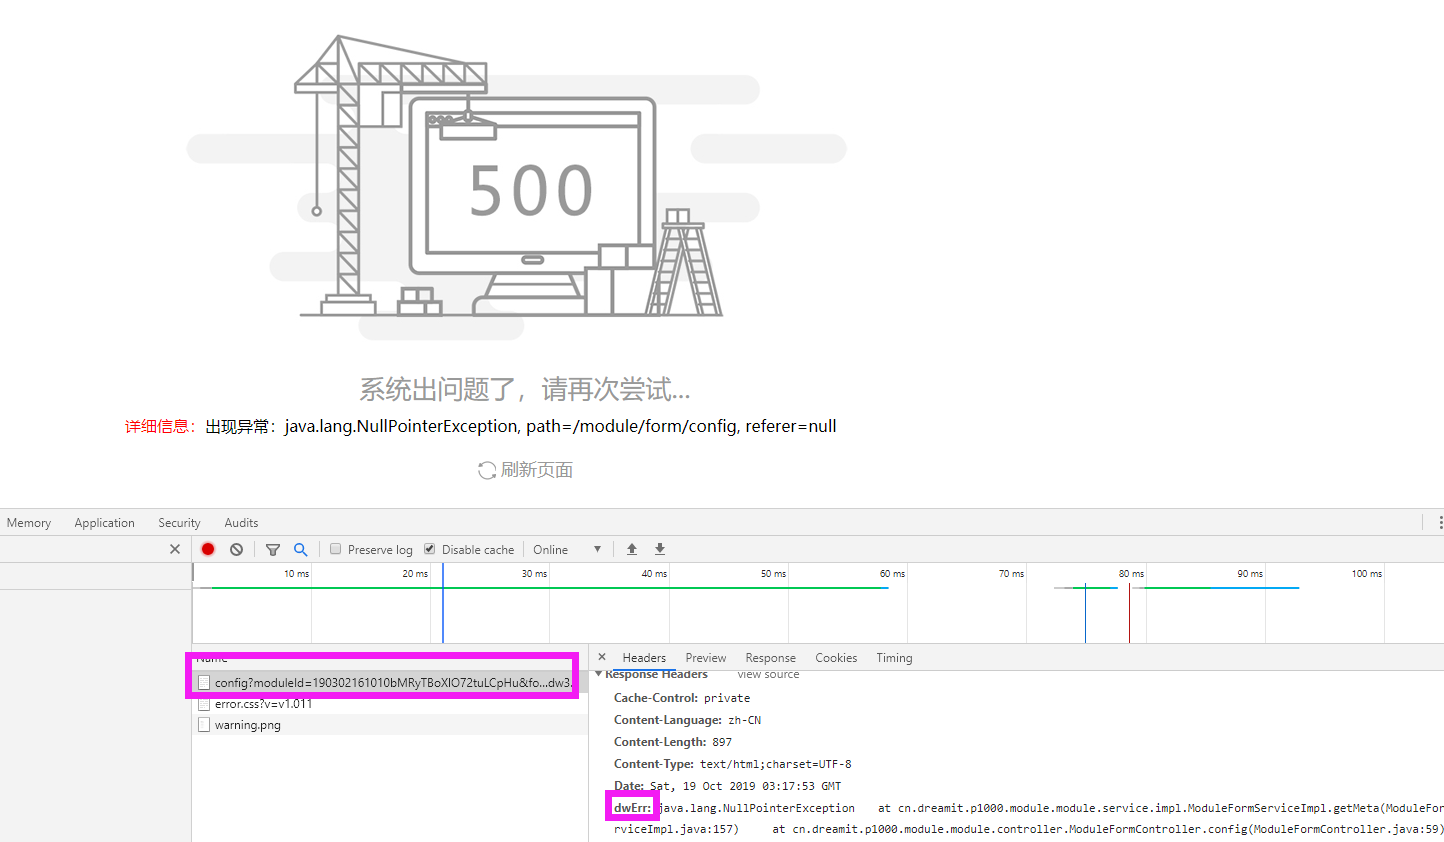 500
系统出问题了，请再次尝试...
详细信息：出现异常：java.lang.NullPointerException, path=/module/form/config, referer=null
刷新页面
Memory Application Security Audits
Preserve log Disable cache Online
10 ms 20 ms 30 ms 40 ms 50 ms 60 ms 70 ms 80 ms 90 ms 100 ms
Name
Headers Preview Response Cookies Timing
config?moduleId=190302161010bMRyTBoXIO72tuLCpHu&fo...dw3.
error.css?v=v1.011
warning.png
Response Headers view source
Cache-Control: private
Content-Language: zh-CN
Content-Length: 897
Content-Type: text/html;charset=UTF-8
Date: Sat, 19 Oct 2019 03:17:53 GMT
dwErr: java.lang.NullPointerException at cn.dreamit.p1000.module.module.service.impl.ModuleFormServiceImpl.getMeta(ModuleFor
rviceImpl.java:157) at cn.dreamit.p1000.module.module.controller.ModuleFormController.config(ModuleFormController.java:59)